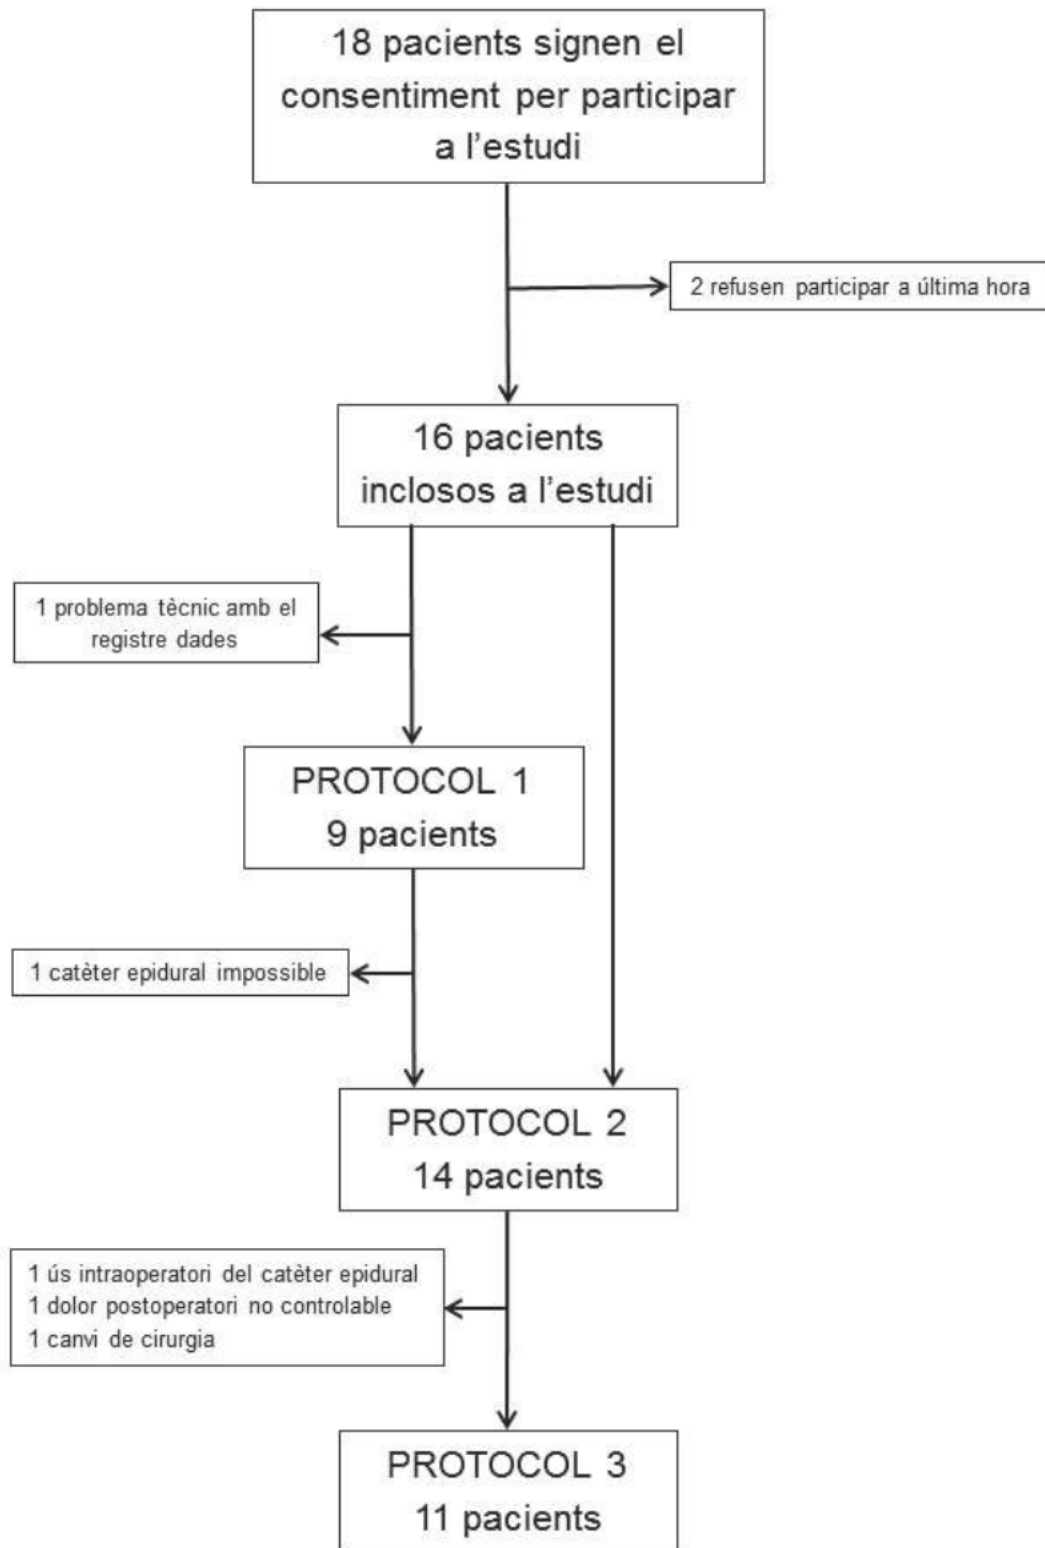 18 pacients signen el
consentiment per participar
a l’estudi
2 refusen participar a última hora
16 pacients
inclosos a l’estudi
1 problema tècnic amb el
registre dades
PROTOCOL 1
9 pacients
1 catèter epidural impossible
PROTOCOL 2
14 pacients
1 ús intraoperatori del catèter epidural
1 dolor postoperatori no controlable
1 canvi de cirurgia
PROTOCOL 3
11 pacients